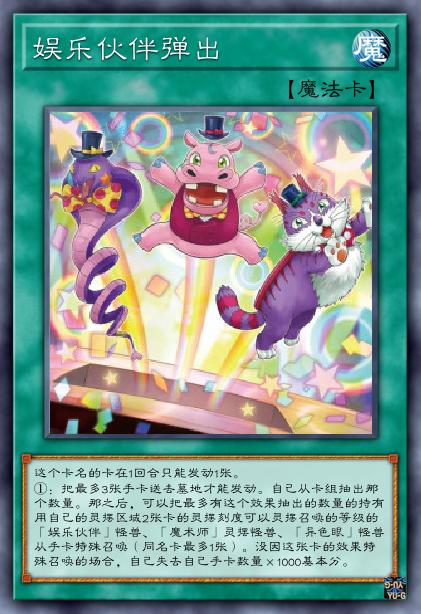 娱乐伙伴弹出
魔
【魔法卡】
这个卡名的卡在1回合只能发动1张。
①：把最多3张手卡送去墓地才能发动。自己从卡组抽出那
个数量。那之后，可以把最多有这个效果抽出的数量的持有
用自己的灵摆区域2张卡的灵摆刻度可以灵摆召唤的等级的
「娱乐伙伴」怪兽、「魔术师」灵摆怪兽、「异色眼」怪兽
从手卡特殊召唤（同名卡最多1张）。没因这张卡的效果特
殊召唤的场合，自己失去自己手卡数量×1000基本分。